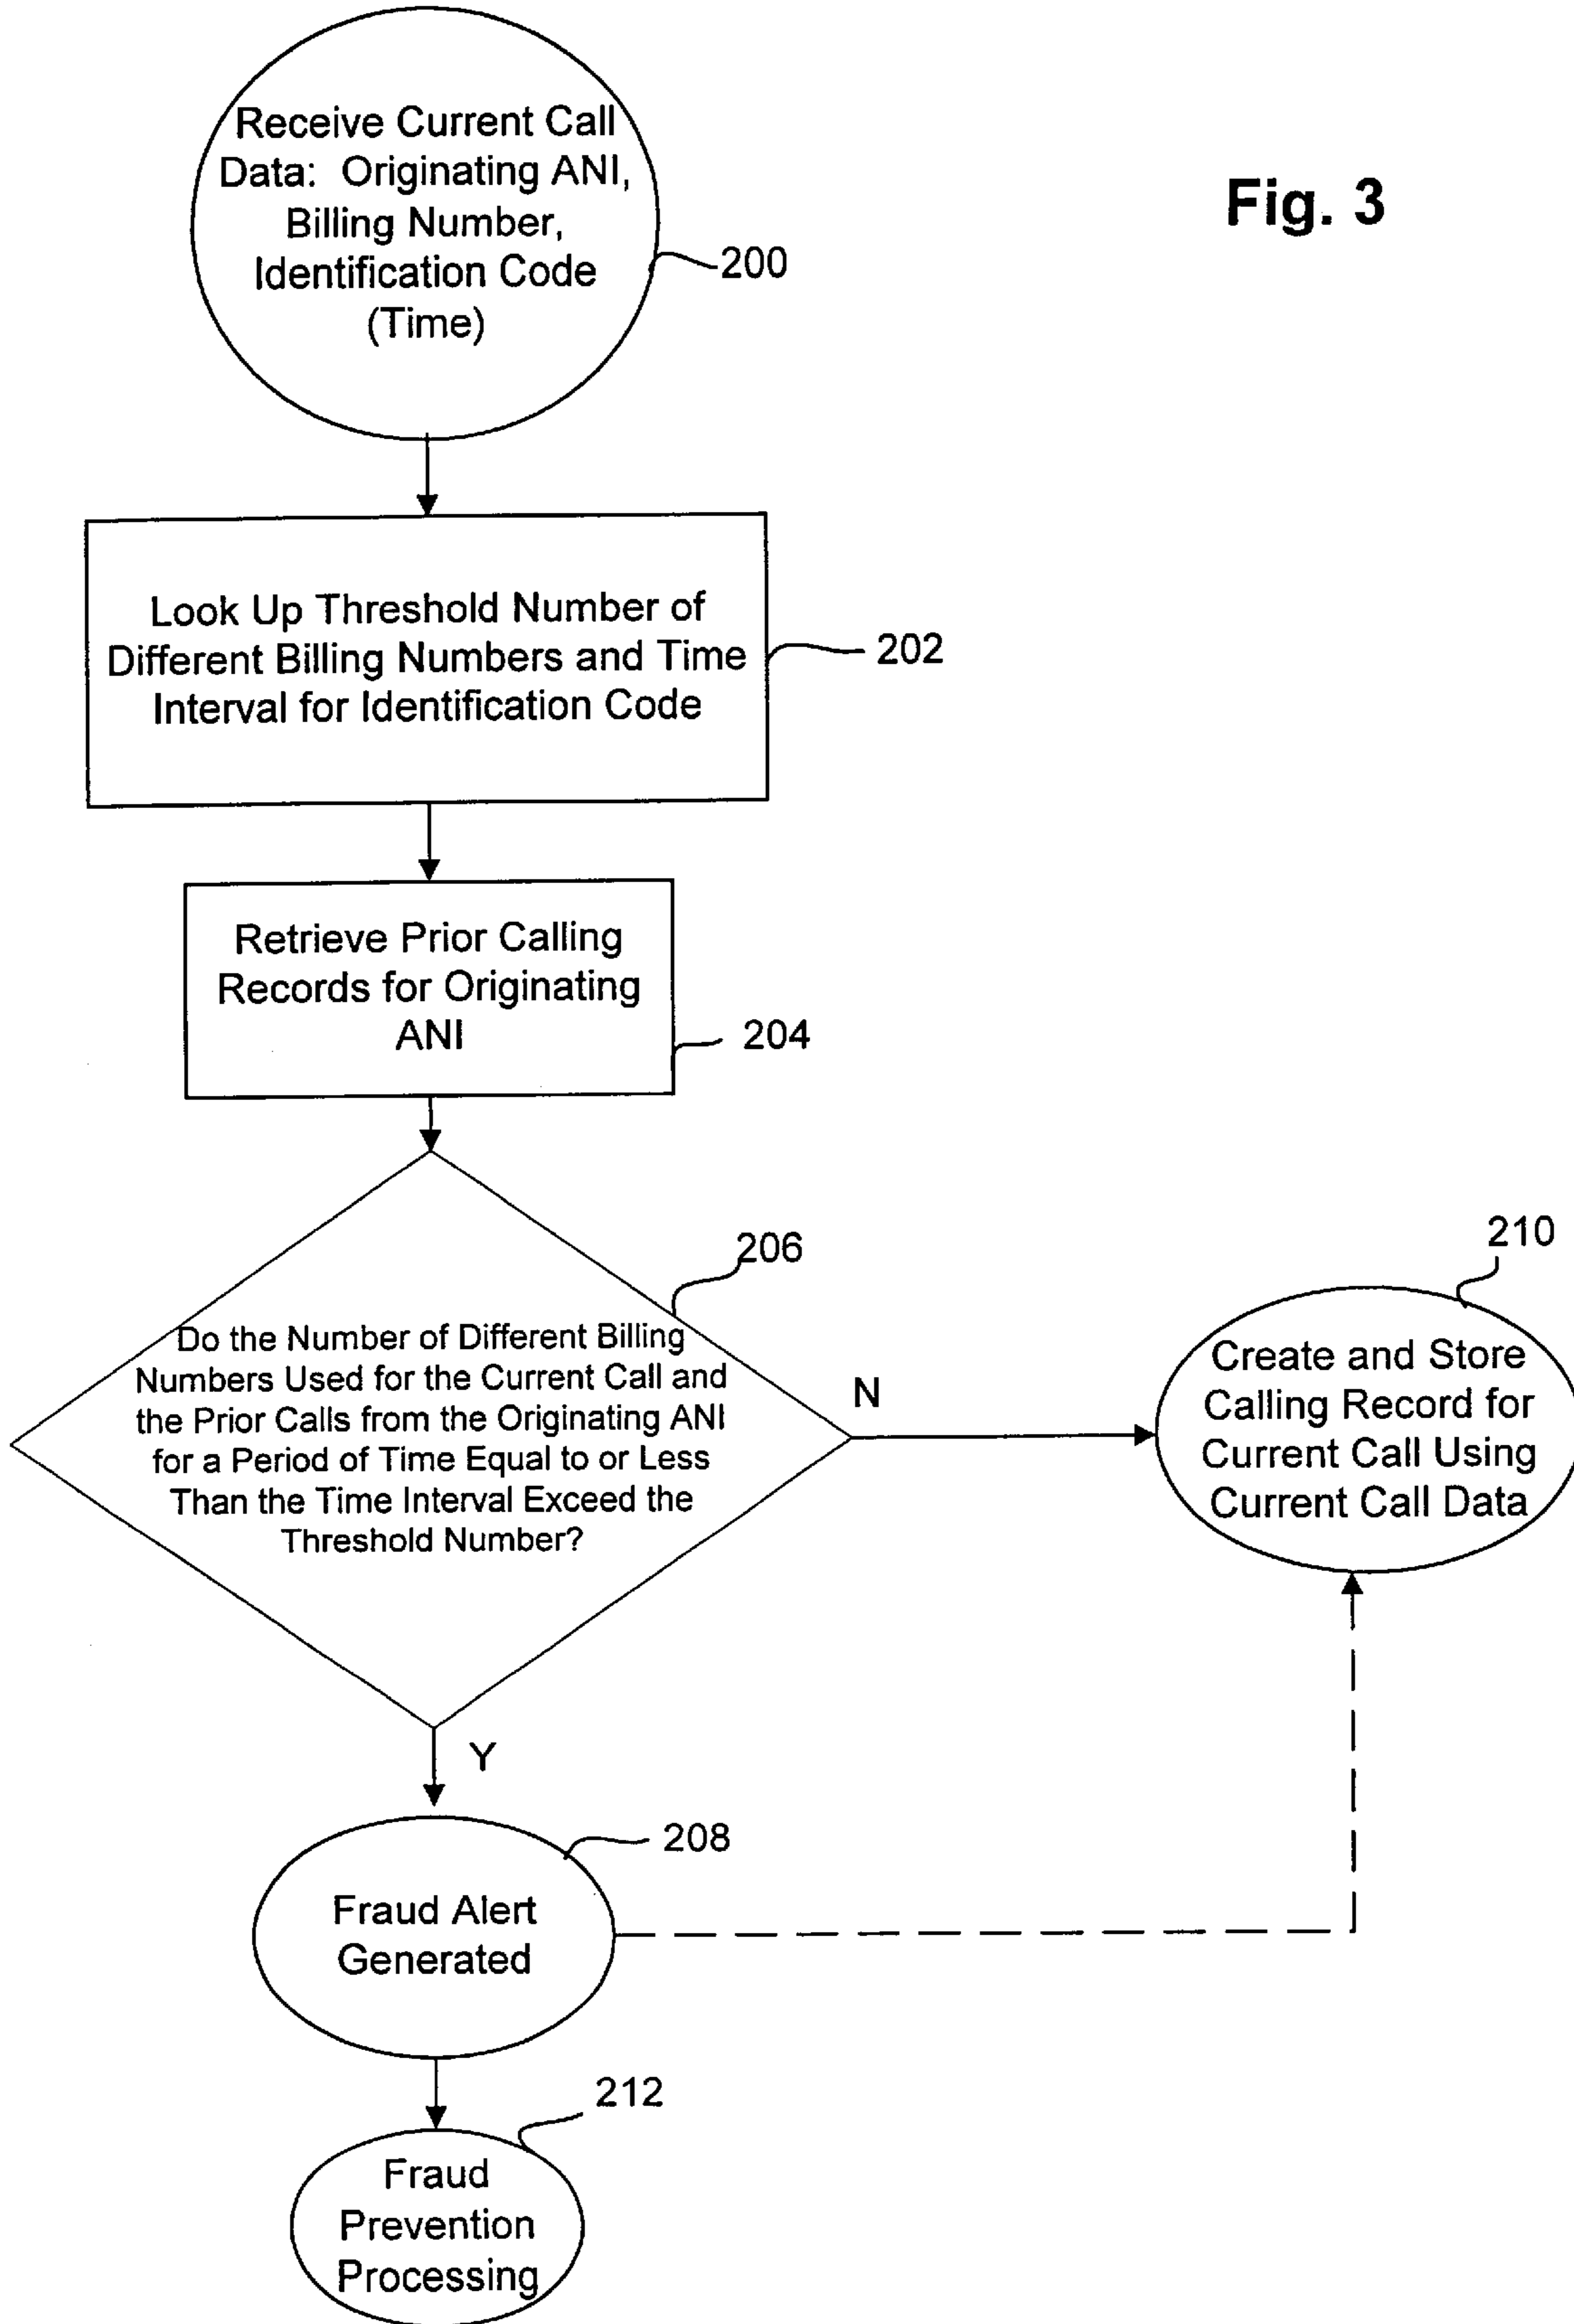 Fig. 3
Receive Current Call
Data: Originating ANI,
Billing Number,
Identification Code
(Time)
200
Look Up Threshold Number of
Different Billing Numbers and Time
Interval for Identification Code
202
Retrieve Prior Calling
Records for Originating
ANI
204
206
Do the Number of Different Billing
Numbers Used for the Current Call and
the Prior Calls from the Originating ANI
for a Period of Time Equal to or Less
Than the Time Interval Exceed the
Threshold Number?
N
210
Create and Store
Calling Record for
Current Call Using
Current Call Data
Y
208
Fraud Alert
Generated
212
Fraud
Prevention
Processing